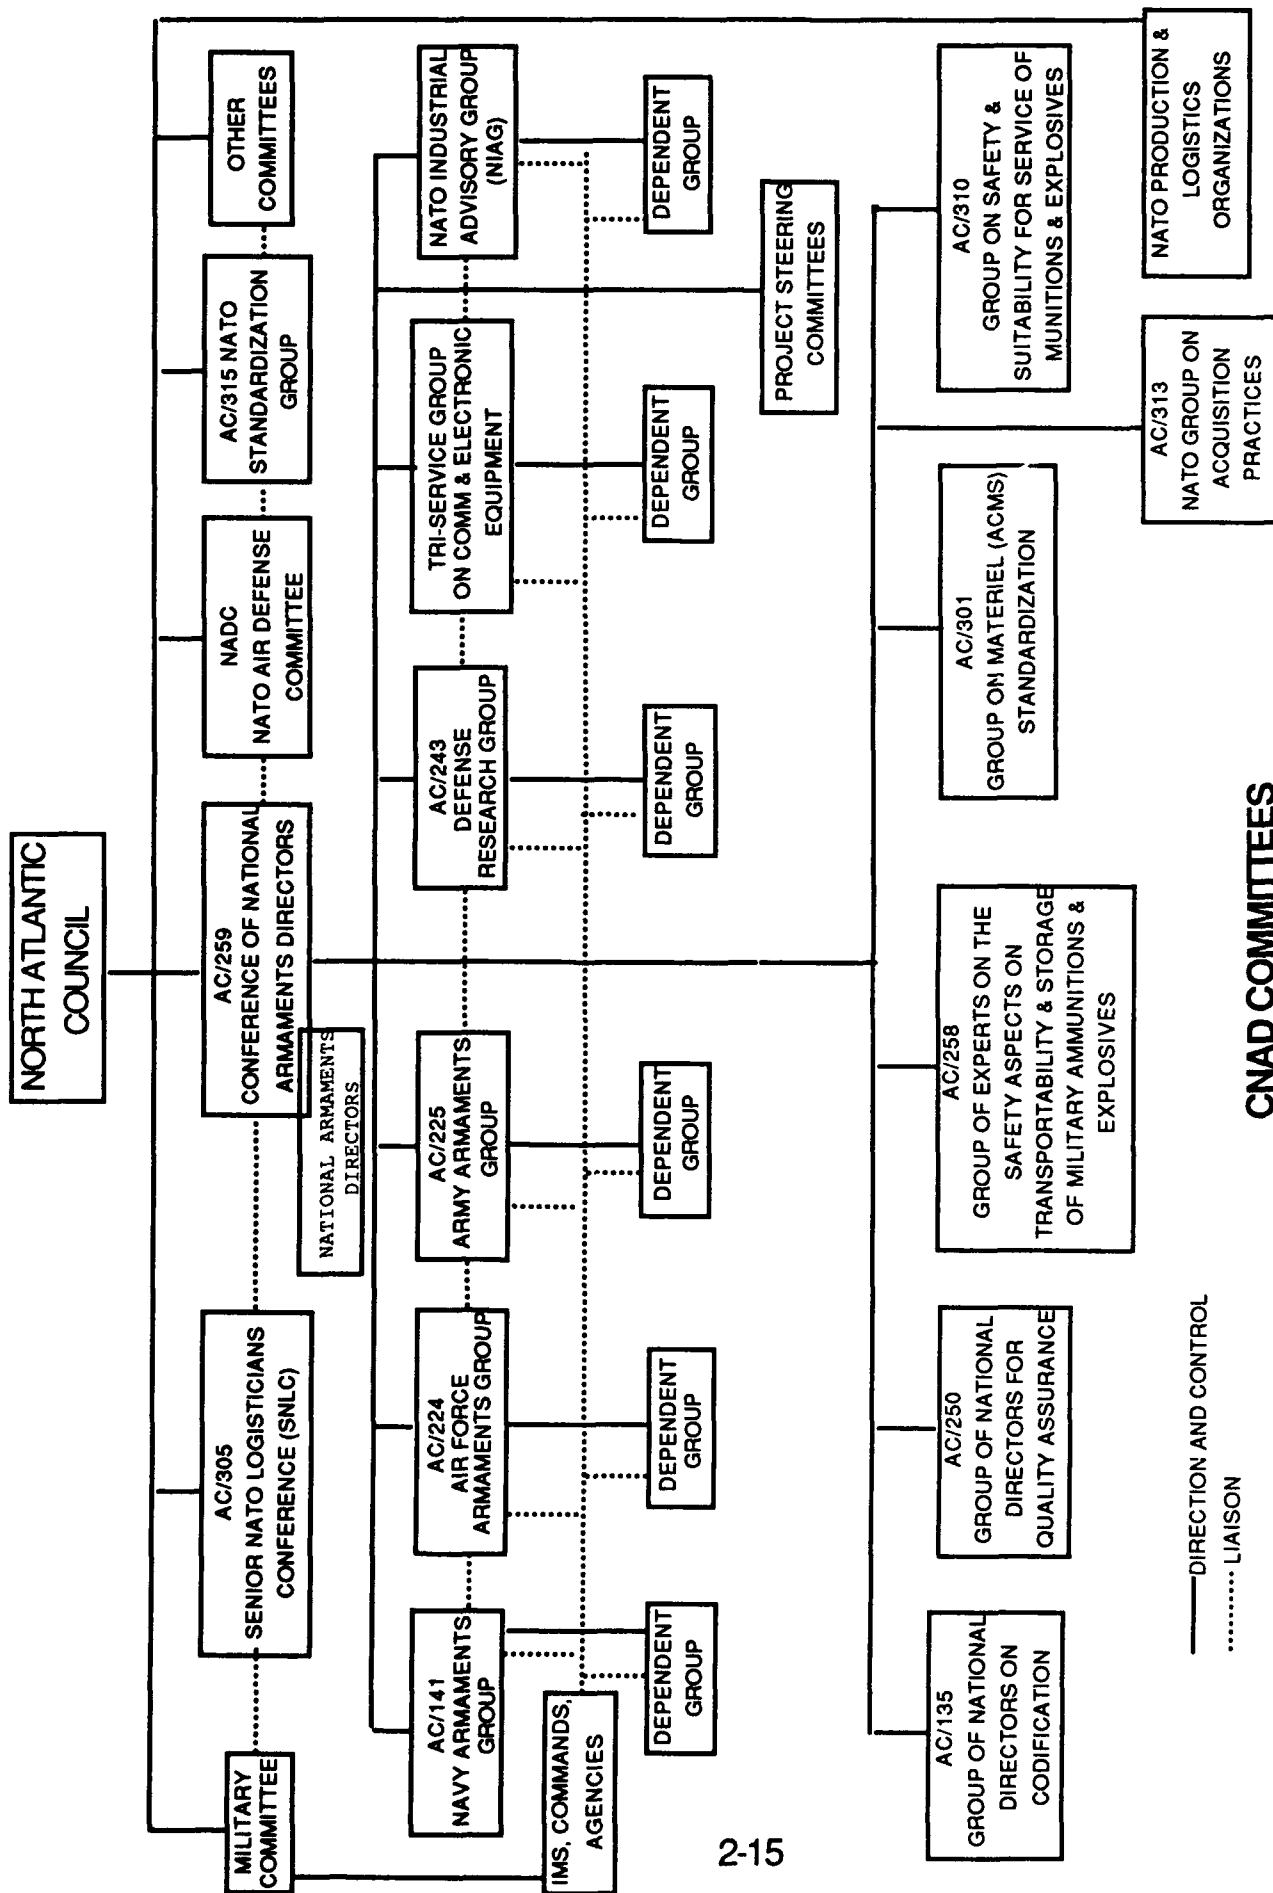 NORTH ATLANTIC
COUNCIL
MILITARY
COMMITTEE
AC/305
SENIOR NATO LOGISTICIANS
CONFERENCE (SNLC)
AC/259
CONFERENCE OF NATIONAL
ARMAMENTS DIRECTORS
NADC
NATO AIR DEFENSE
COMMITTEE
AC/315 NATO
STANDARDIZATION
GROUP
OTHER
COMMITTEES
NATIONAL ARMAMENTS
DIRECTORS
AC/141
NAVY ARMAMENTS
GROUP
AC/224
AIR FORCE
ARMAMENTS GROUP
AC/225
ARMY ARMAMENTS
GROUP
AC/243
DEFENSE
RESEARCH GROUP
TRI-SERVICE GROUP
ON COMM & ELECTRONIC
EQUIPMENT
NATO INDUSTRIAL
ADVISORY GROUP
(NIAG)
IMS, COMMANDS,
AGENCIES
DEPENDENT
GROUP
DEPENDENT
GROUP
DEPENDENT
GROUP
DEPENDENT
GROUP
DEPENDENT
GROUP
DEPENDENT
GROUP
PROJECT STEERING
COMMITTEES
AC/135
GROUP OF NATIONAL
DIRECTORS ON
CODIFICATION
AC/250
GROUP OF NATIONAL
DIRECTORS FOR
QUALITY ASSURANCE
AC/258
GROUP OF EXPERTS ON THE
SAFETY ASPECTS ON
TRANSPORTABILITY & STORAGE
OF MILITARY AMMUNITIONS &
EXPLOSIVES
AC/301
GROUP ON MATERIEL (ACMS)
STANDARDIZATION
AC/310
GROUP ON SAFETY &
SUITABILITY FOR SERVICE OF
MUNITIONS & EXPLOSIVES
AC/313
NATO GROUP ON
ACQUISITION
PRACTICES
NATO PRODUCTION &
LOGISTICS
ORGANIZATIONS
DIRECTION AND CONTROL
LIAISON
CNAD COMMITTEES
2-15